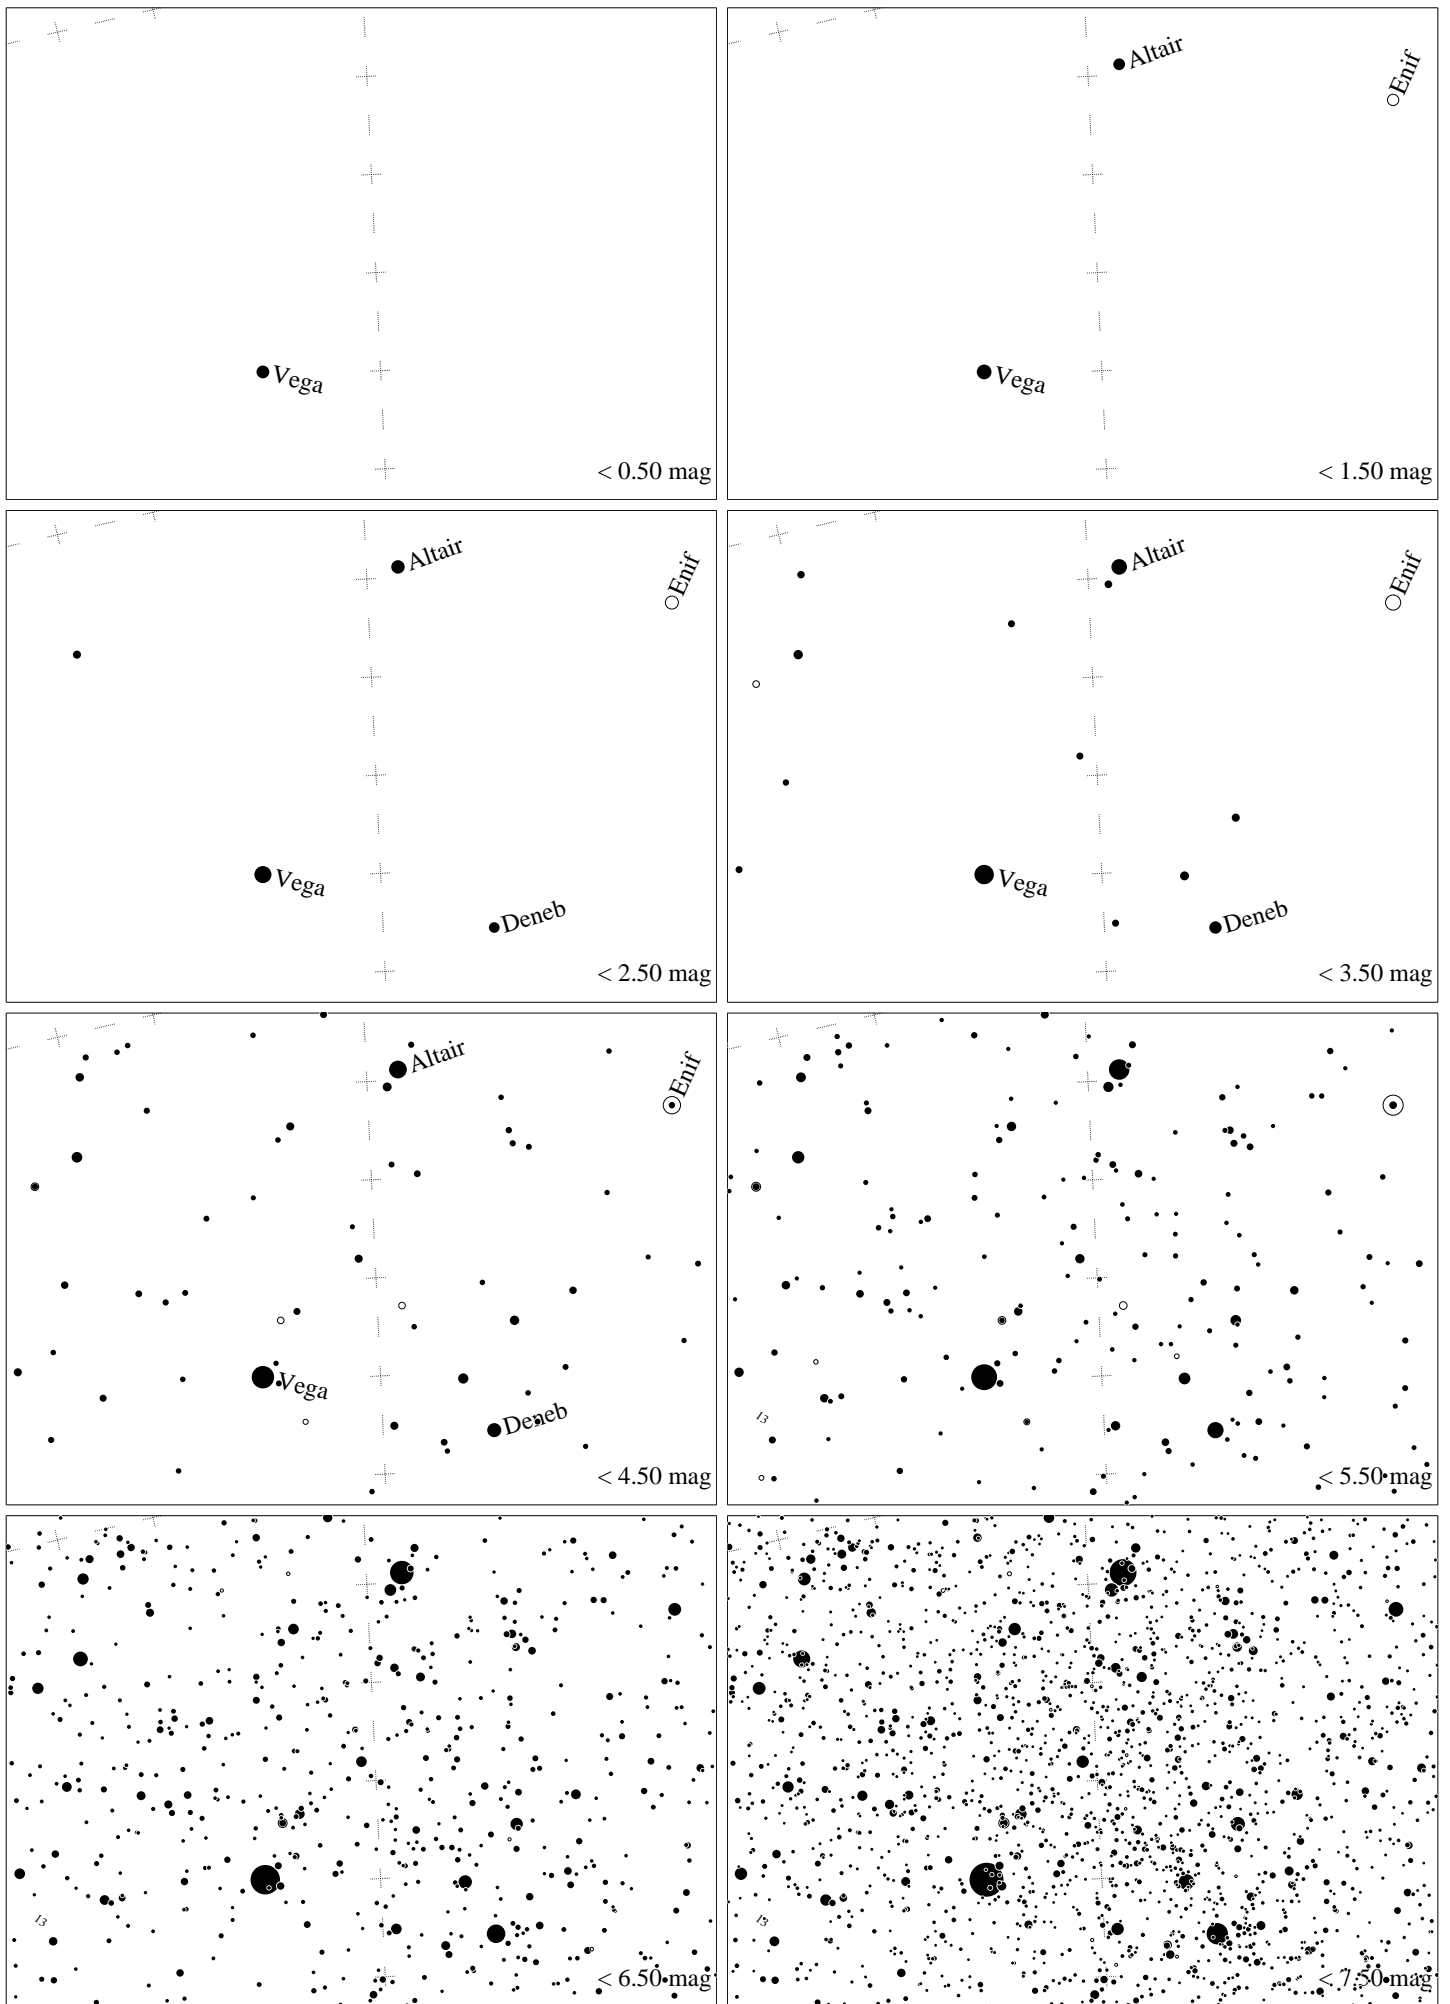 Vega
< 0.50 mag
Altair
Enif
Vega
< 1.50 mag
Altair
Enif
Vega
Deneb
< 2.50 mag
Altair
Enif
Vega
Deneb
< 3.50 mag
Altair
Enif
Vega
Deneb
< 4.50 mag
13
< 5.50 mag
13
< 6.50 mag
13
< 7.50 mag